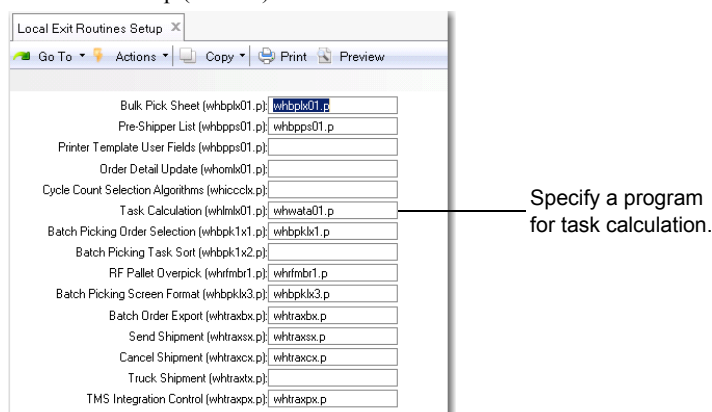 Local Exit Routines Setup
Go To Actions Copy Print Preview
Bulk Pick Sheet (whbplx01.p): whbplx01.p
Pre-Shipper List (whbpps01.p): whbpps01.p
Printer Template User Fields (whbpps01.p):
Order Detail Update (whomlx01.p):
Cycle Count Selection Algorithms (whiccclx.p):
Task Calculation (whlmlx01.p): whwata01.p
Specify a program
for task calculation.
Batch Picking Order Selection (whbpk1x1.p): whbpklx1.p
Batch Picking Task Sort (whbpk1x2.p):
RF Pallet Overpick (whrfmbr1.p): whrfmbr1.p
Batch Picking Screen Format (whbpklx3.p): whbpklx3.p
Batch Order Export (whtraxbx.p): whtraxbx.p
Send Shipment (whtraxsx.p): whtraxsx.p
Cancel Shipment (whtraxcx.p): whtraxcx.p
Truck Shipment (whtraxtx.p):
TMS Integration Control (whtraxpx.p): whtraxpx.p